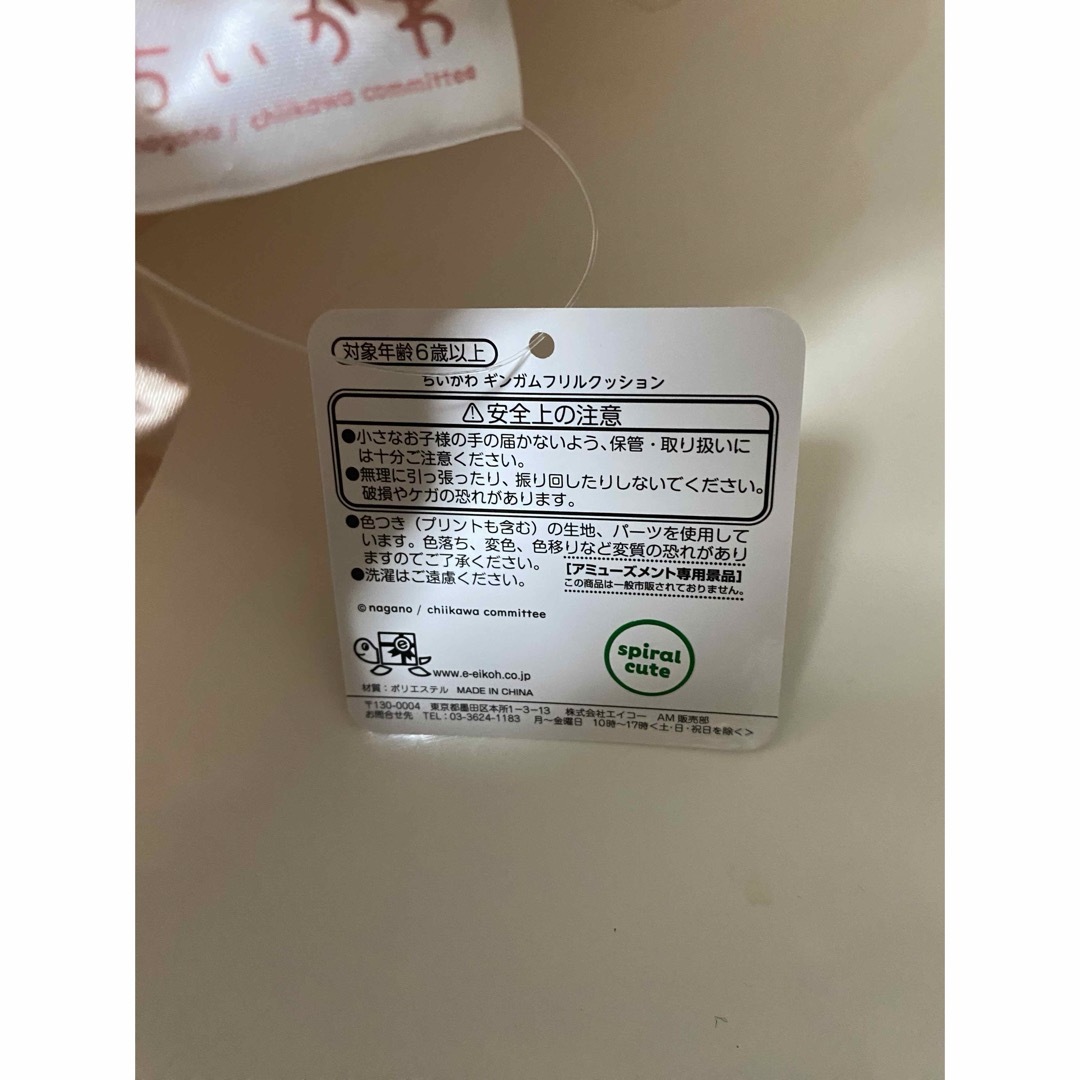 ちいかわ
nagano / chiikawa committee
対象年齢6歳以上
ちいかわ ギンガムフリルクッション
⚠安全上の注意
●小さなお子様の手の届かないよう、保管・取り扱いに
は十分ご注意ください。
●無理に引っ張ったり、振り回したりしないでください。
破損やケガの恐れがあります。
●色つき（プリントも含む）の生地、パーツを使用して
います。色落ち、変色、色移りなど変質の恐れがあり
ますのでご了承ください。
●洗濯はご遠慮ください。
［アミューズメント専用景品］
この商品は一般市販されておりません。
©nagano / chiikawa committee
e
www.e-eikoh.co.jp
spiral
cute
材質：ポリエステル MADE IN CHINA
〒130-0004 東京都墨田区本所1-3-13 株式会社エイコー AM販売部
お問合せ先 TEL：03-3624-1183 月～金曜日 10時～17時<土・日・祝日を除く>